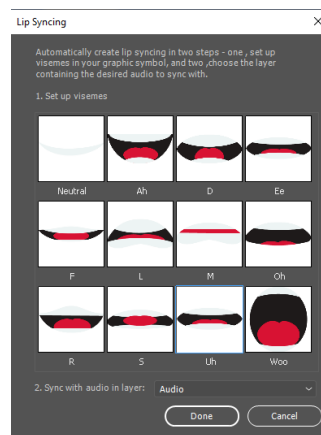 Lip Syncing
Automatically create lip syncing in two steps - one , set up
visemes in your graphic symbol, and two ,choose the layer
containing the desired audio to sync with.
1. Set up visemes
Neutral Ah D Ee
F L M Oh
R S Uh Woo
2. Sync with audio in layer: Audio
Done Cancel